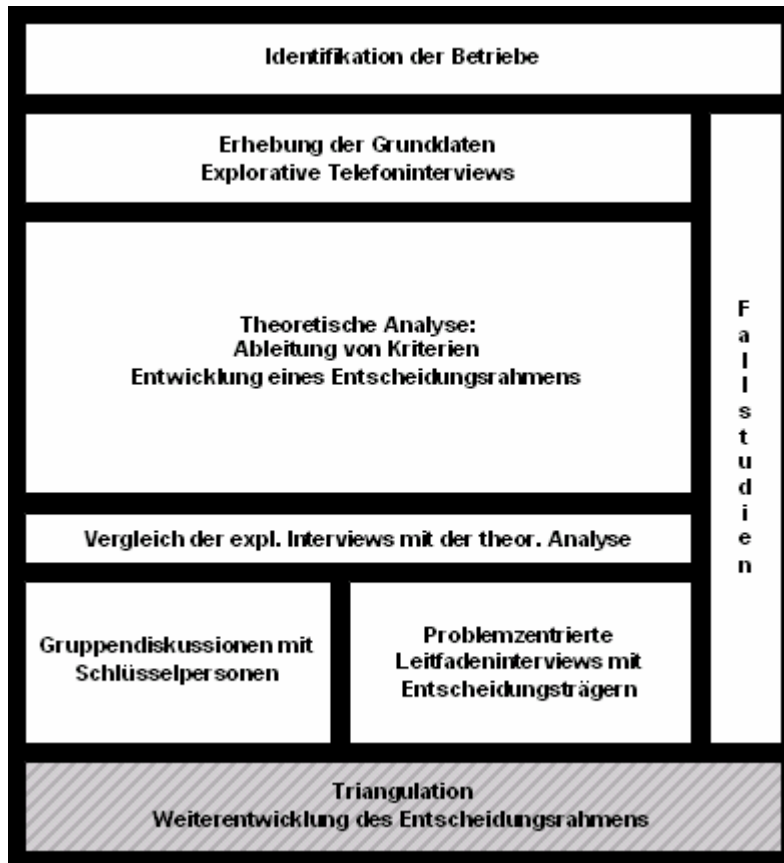 Identifikation der Betriebe
Erhebung der Grunddaten
Explorative Telefoninterviews
Theoretische Analyse:
Ableitung von Kriterien
Entwicklung eines Entscheidungsrahmens
Fallstudien
Vergleich der expl. Interviews mit der theor. Analyse
Gruppendiskussionen mit
Schlüsselpersonen
Problemzentrierte
Leitfadeninterviews mit
Entscheidungsträgern
Triangulation
Weiterentwicklung des Entscheidungsrahmens